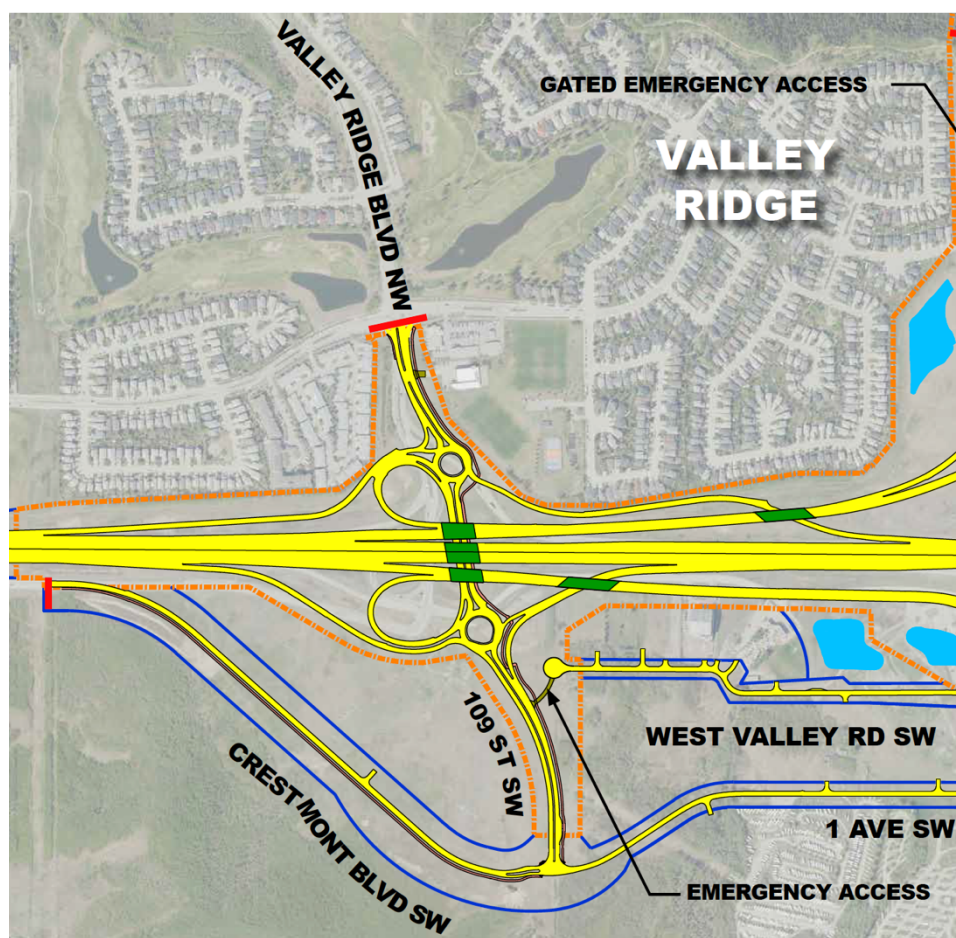 VALLEY RIDGE BLVD NW
GATED EMERGENCY ACCESS
VALLEY
RIDGE
109 ST SW
WEST VALLEY RD SW
CRESTMONT BLVD SW
1 AVE SW
EMERGENCY ACCESS